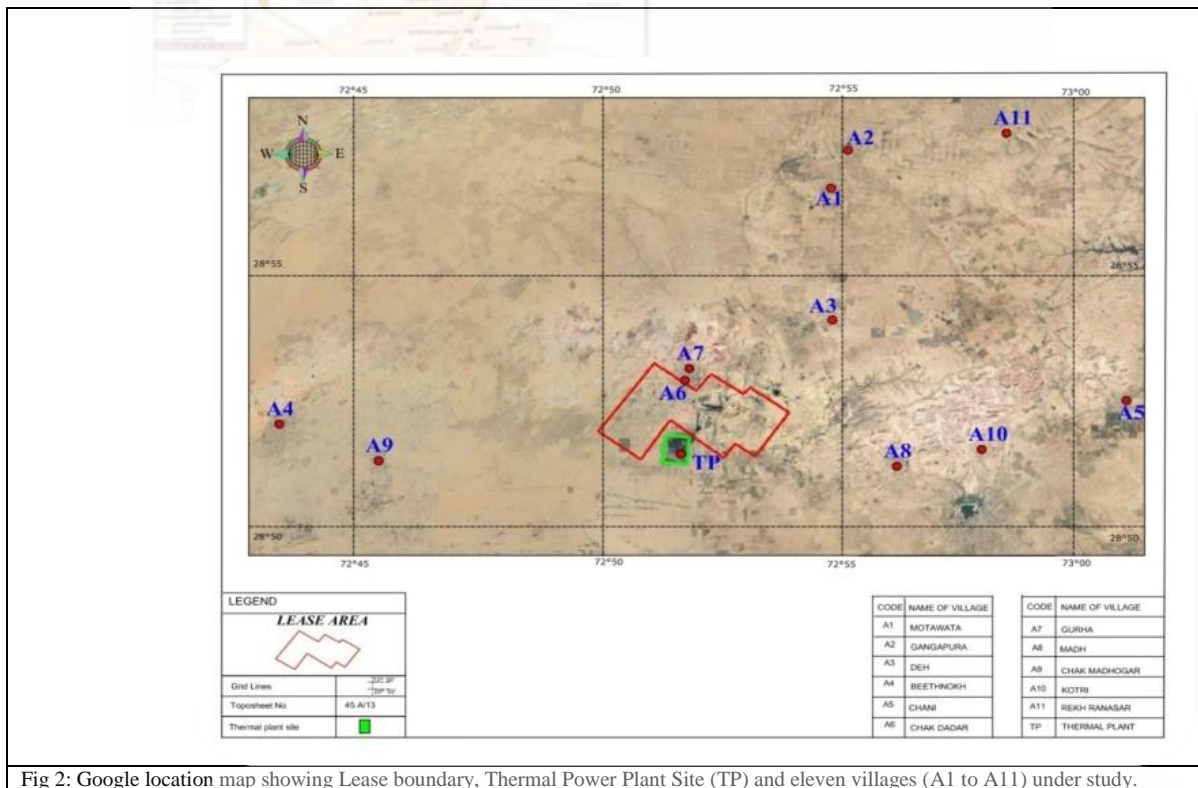 72°45 72°50 72°55 73°00
N
W E
S
A11
A2
A1
28°55 28°55
A3
A7
A6
A4
A5
A9
A10
TP
A8
28°50 28°50
72°45 72°50 72°55 73°00
LEGEND
LEASE AREA
Grid Lines
Toposheet No 45 A/13
Thermal plant site
CODE NAME OF VILLAGE
A1 MOTAWATA
A2 GANGAPURA
A3 DEH
A4 BEETHNOKH
A5 CHANI
A6 CHAK DADAR
CODE NAME OF VILLAGE
A7 GURHA
A8 MADH
A9 CHAK MADHOGAR
A10 KOTRI
A11 REKH RANASAR
TP THERMAL PLANT
Fig 2: Google location map showing Lease boundary, Thermal Power Plant Site (TP) and eleven villages (A1 to A11) under study.